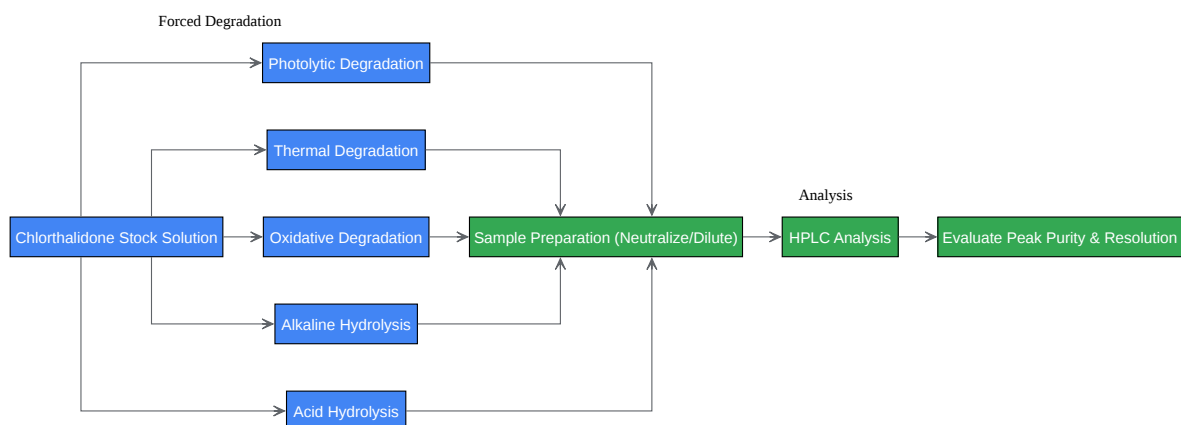 Forced Degradation
Photolytic Degradation
Thermal Degradation
Analysis
Chlorthalidone Stock Solution
Oxidative Degradation
Sample Preparation (Neutralize/Dilute)
HPLC Analysis
Evaluate Peak Purity & Resolution
Alkaline Hydrolysis
Acid Hydrolysis